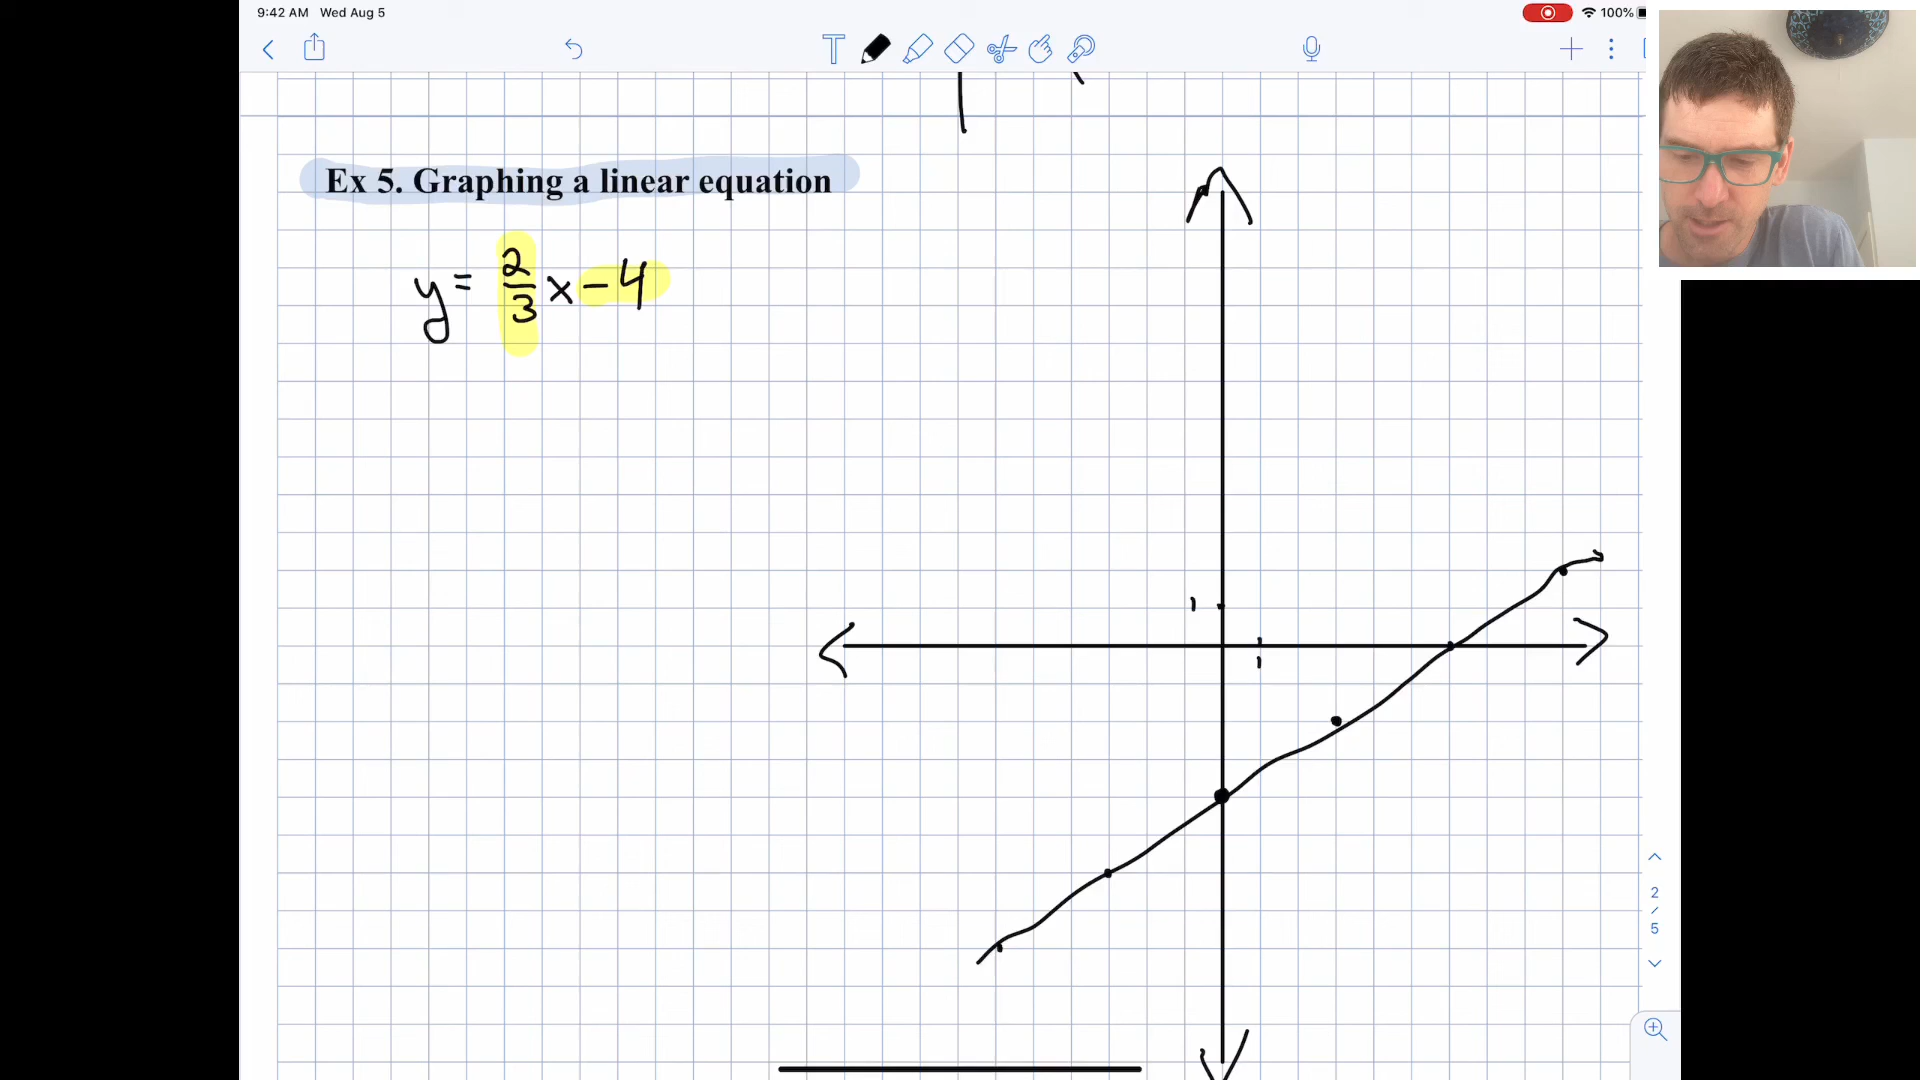 9:42 AM Wed Aug 5
100%
T
Ex 5. Graphing a linear equation
y = 2/3 x - 4
1
1
2
/
5